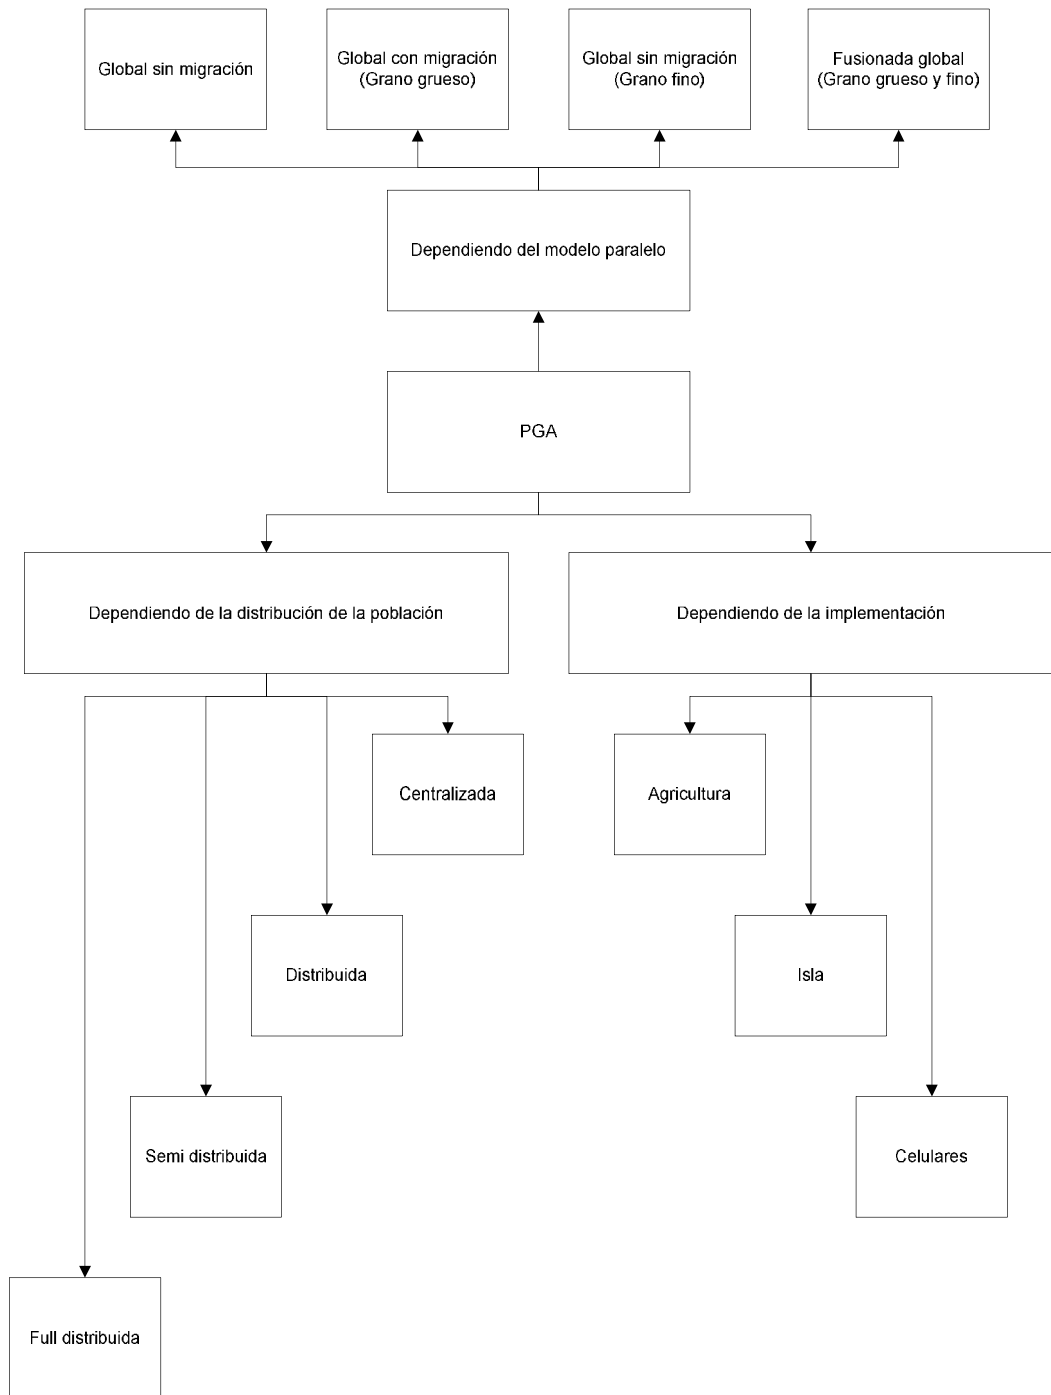 Global sin migración
Global con migración
(Grano grueso)
Global sin migración
(Grano fino)
Fusionada global
(Grano grueso y fino)
Dependiendo del modelo paralelo
PGA
Dependiendo de la distribución de la población
Dependiendo de la implementación
Centralizada
Agricultura
Distribuida
Isla
Semi distribuida
Celulares
Full distribuida